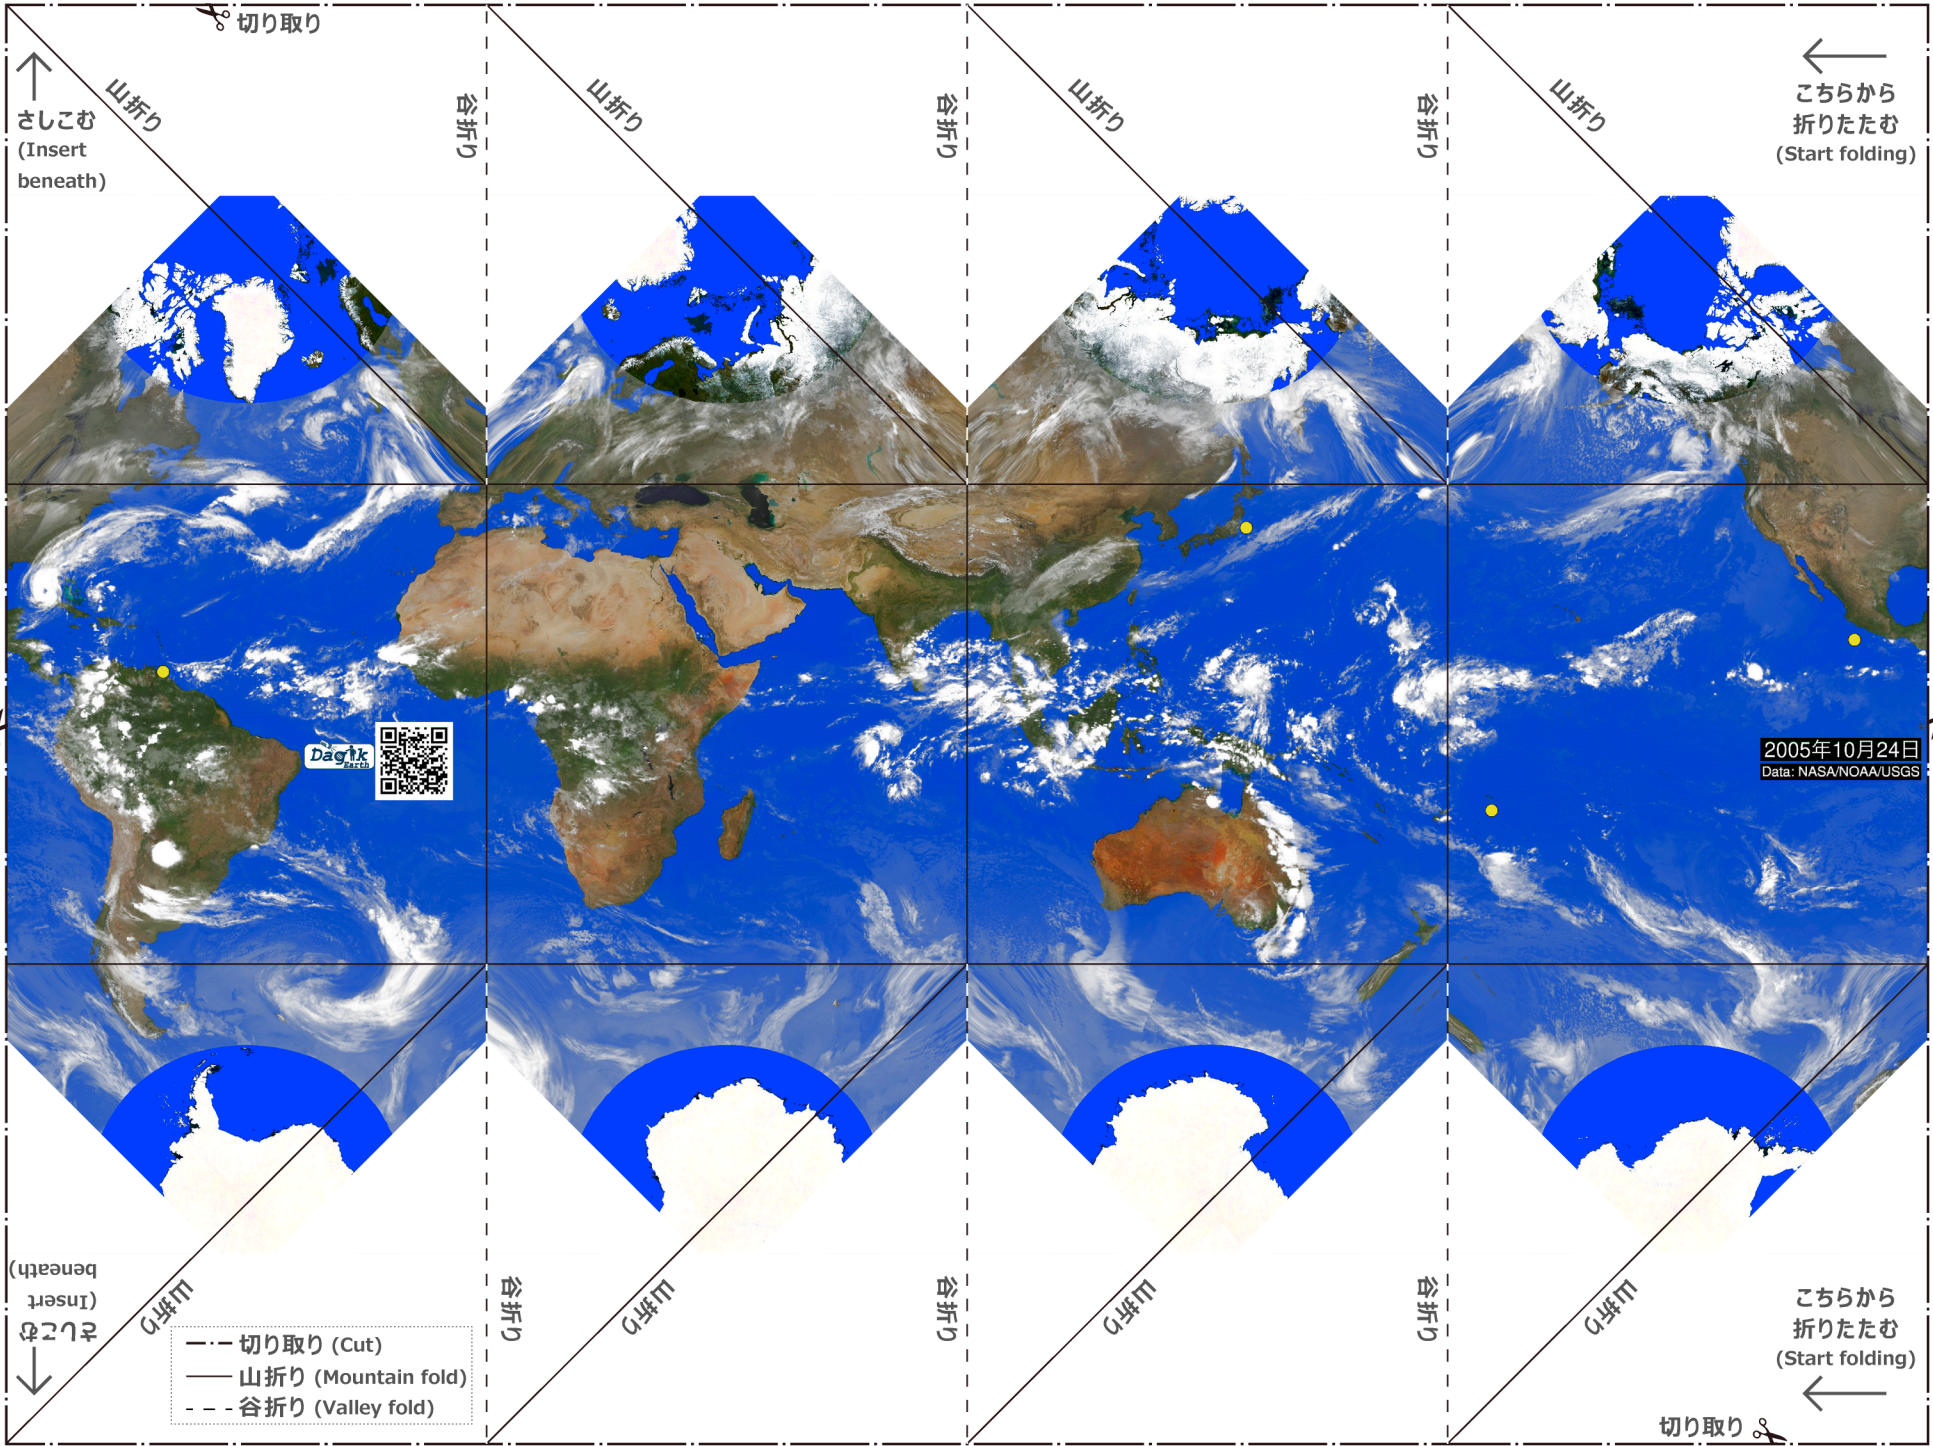 切り取り
さしこむ
(Insert
beneath)
山折り
谷折り
山折り
谷折り
山折り
谷折り
山折り
こちらから
折りたたむ
(Start folding)
Dagik
Earth
2005年10月24日
Data: NASA/NOAA/USGS
さしこむ
(Insert
beneath)
山折り
谷折り
山折り
谷折り
山折り
谷折り
山折り
こちらから
折りたたむ
(Start folding)
切り取り (Cut)
山折り (Mountain fold)
谷折り (Valley fold)
切り取り